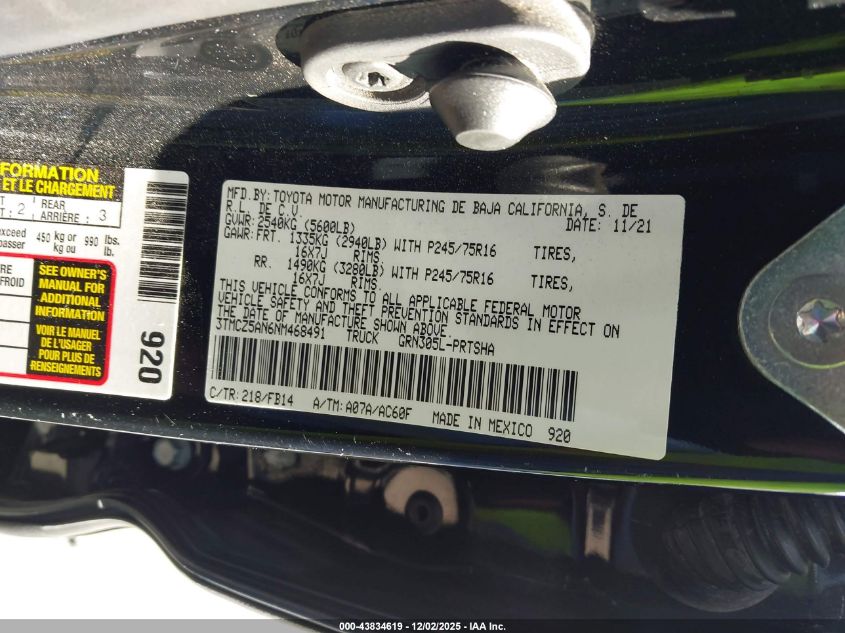 FORMATION
ET LE CHARGEMENT
2 REAR
ARRIÈRE : 3
exceed 450 kg or 990 lbs.
passer kg ou lb.
SEE OWNER'S
MANUAL FOR
ADDITIONAL
INFORMATION
VOIR LE MANUEL
DE L'USAGER
POUR PLUS DE
RENSEIGNEMENTS
920
MFD.BY: TOYOTA MOTOR MANUFACTURING DE BAJA CALIFORNIA, S. DE
R.L. DE C.V. DATE: 11/21
GVWR: 2540KG (5600LB)
GAWR: FRT. 1335KG (2940LB) WITH P245/75R16 TIRES,
16X7J RIMS.
RR. 1490KG (3280LB) WITH P245/75R16 TIRES,
16X7J RIMS.
THIS VEHICLE CONFORMS TO ALL APPLICABLE FEDERAL MOTOR
VEHICLE SAFETY AND THEFT PREVENTION STANDARDS IN EFFECT ON
THE DATE OF MANUFACTURE SHOWN ABOVE.
3TMCZ5AN6NM468491 TRUCK GRN305L-PRTSHA
C/TR: 218/FB14 A/TM: A07A/AC60F MADE IN MEXICO 920
000-43834619 - 12/02/2025 - IAA Inc.